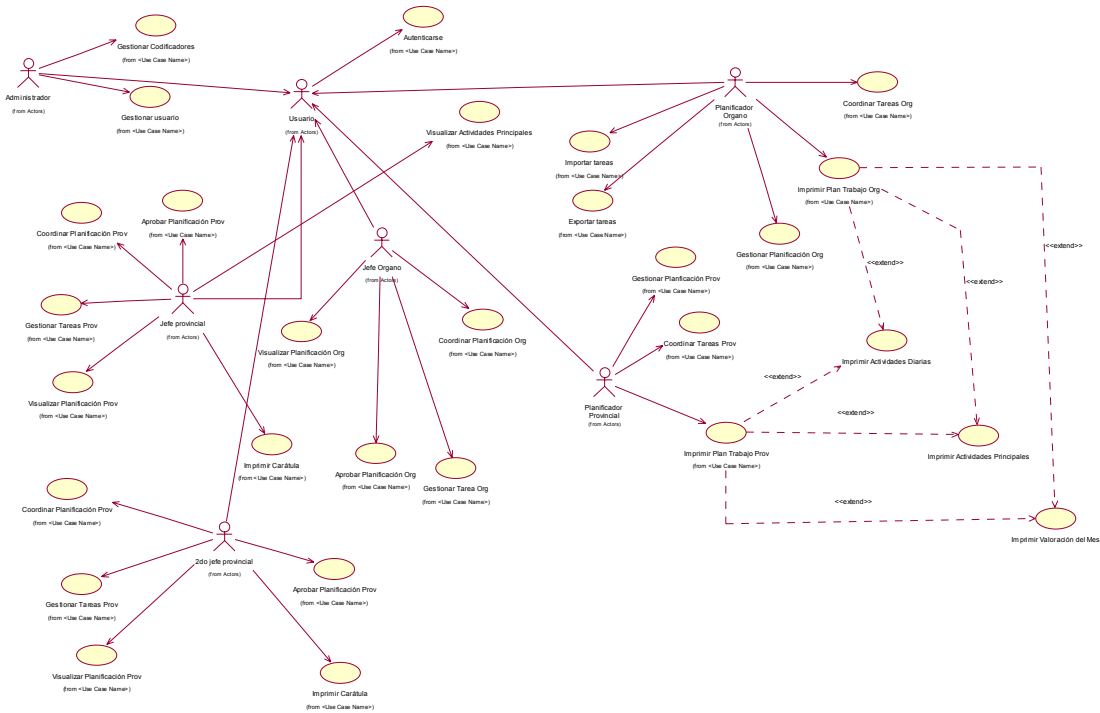 Gestionar Codificadores
(from <Use Case Name>)
Autenticarse
(from <Use Case Name>)
Administrador
(from Actors)
Gestionar usuario
(from <Use Case Name>)
Usuario
(from Actors)
Visualizar Actividades Principales
(from <Use Case Name>)
Planificador
Organo
(from Actors)
Coordinar Tareas Org
(from <Use Case Name>)
Importar tareas
(from <Use Case Name>)
Imprimir Plan Trabajo Org
(from <Use Case Name>)
Exportar tareas
(from <Use Case Name>)
Gestionar Planificación Org
(from <Use Case Name>)
<<extend>>
<<extend>>
<<extend>>
Coordinar Planificación Prov
(from <Use Case Name>)
Aprobar Planificación Prov
(from <Use Case Name>)
Jefe Organo
(from Actors)
Gestionar Planficación Prov
(from <Use Case Name>)
Gestionar Tareas Prov
(from <Use Case Name>)
Jefe provincial
(from Actors)
Visualizar Planificación Org
(from <Use Case Name>)
Coordinar Planificación Org
(from <Use Case Name>)
Coordinar Tareas Prov
(from <Use Case Name>)
Imprimir Actividades Diarias
Visualizar Planificación Prov
(from <Use Case Name>)
Planificador
Provincial
(from Actors)
<<extend>>
<<extend>>
Imprimir Carátula
(from <Use Case Name>)
Aprobar Planificación Org
(from <Use Case Name>)
Gestionar Tarea Org
(from <Use Case Name>)
Imprimir Plan Trabajo Prov
(from <Use Case Name>)
Imprimir Actividades Principales
<<extend>>
Imprimir Valoración del Mes
Coordinar Planificación Prov
(from <Use Case Name>)
2do jefe provincial
(from Actors)
Aprobar Planificación Prov
(from <Use Case Name>)
Gestionar Tareas Prov
(from <Use Case Name>)
Visualizar Planificación Prov
(from <Use Case Name>)
Imprimir Carátula
(from <Use Case Name>)